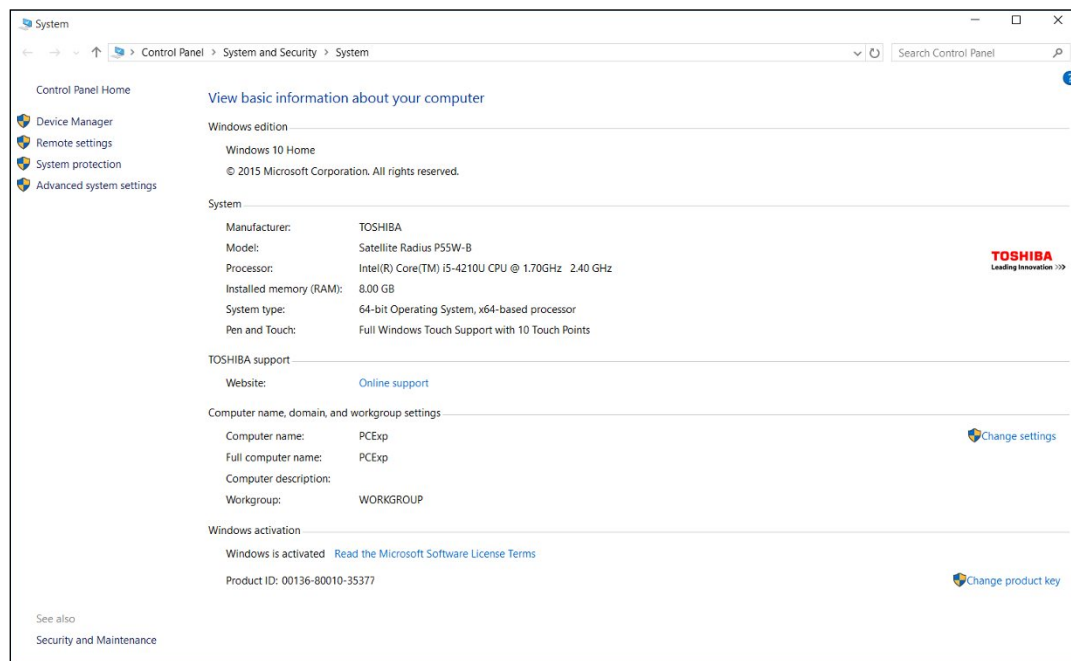 System
Control Panel > System and Security > System
Search Control Panel
Control Panel Home
Device Manager
Remote settings
System protection
Advanced system settings
View basic information about your computer
Windows edition
Windows 10 Home
© 2015 Microsoft Corporation. All rights reserved.
System
Manufacturer: TOSHIBA
Model: Satellite Radius P55W-B
Processor: Intel(R) Core(TM) i5-4210U CPU @ 1.70GHz 2.40 GHz
Installed memory (RAM): 8.00 GB
System type: 64-bit Operating System, x64-based processor
Pen and Touch: Full Windows Touch Support with 10 Touch Points
TOSHIBA
Leading Innovation >>>
TOSHIBA support
Website: Online support
Computer name, domain, and workgroup settings
Computer name: PCExp
Change settings
Full computer name: PCExp
Computer description:
Workgroup: WORKGROUP
Windows activation
Windows is activated Read the Microsoft Software License Terms
Product ID: 00136-80010-35377
Change product key
See also
Security and Maintenance